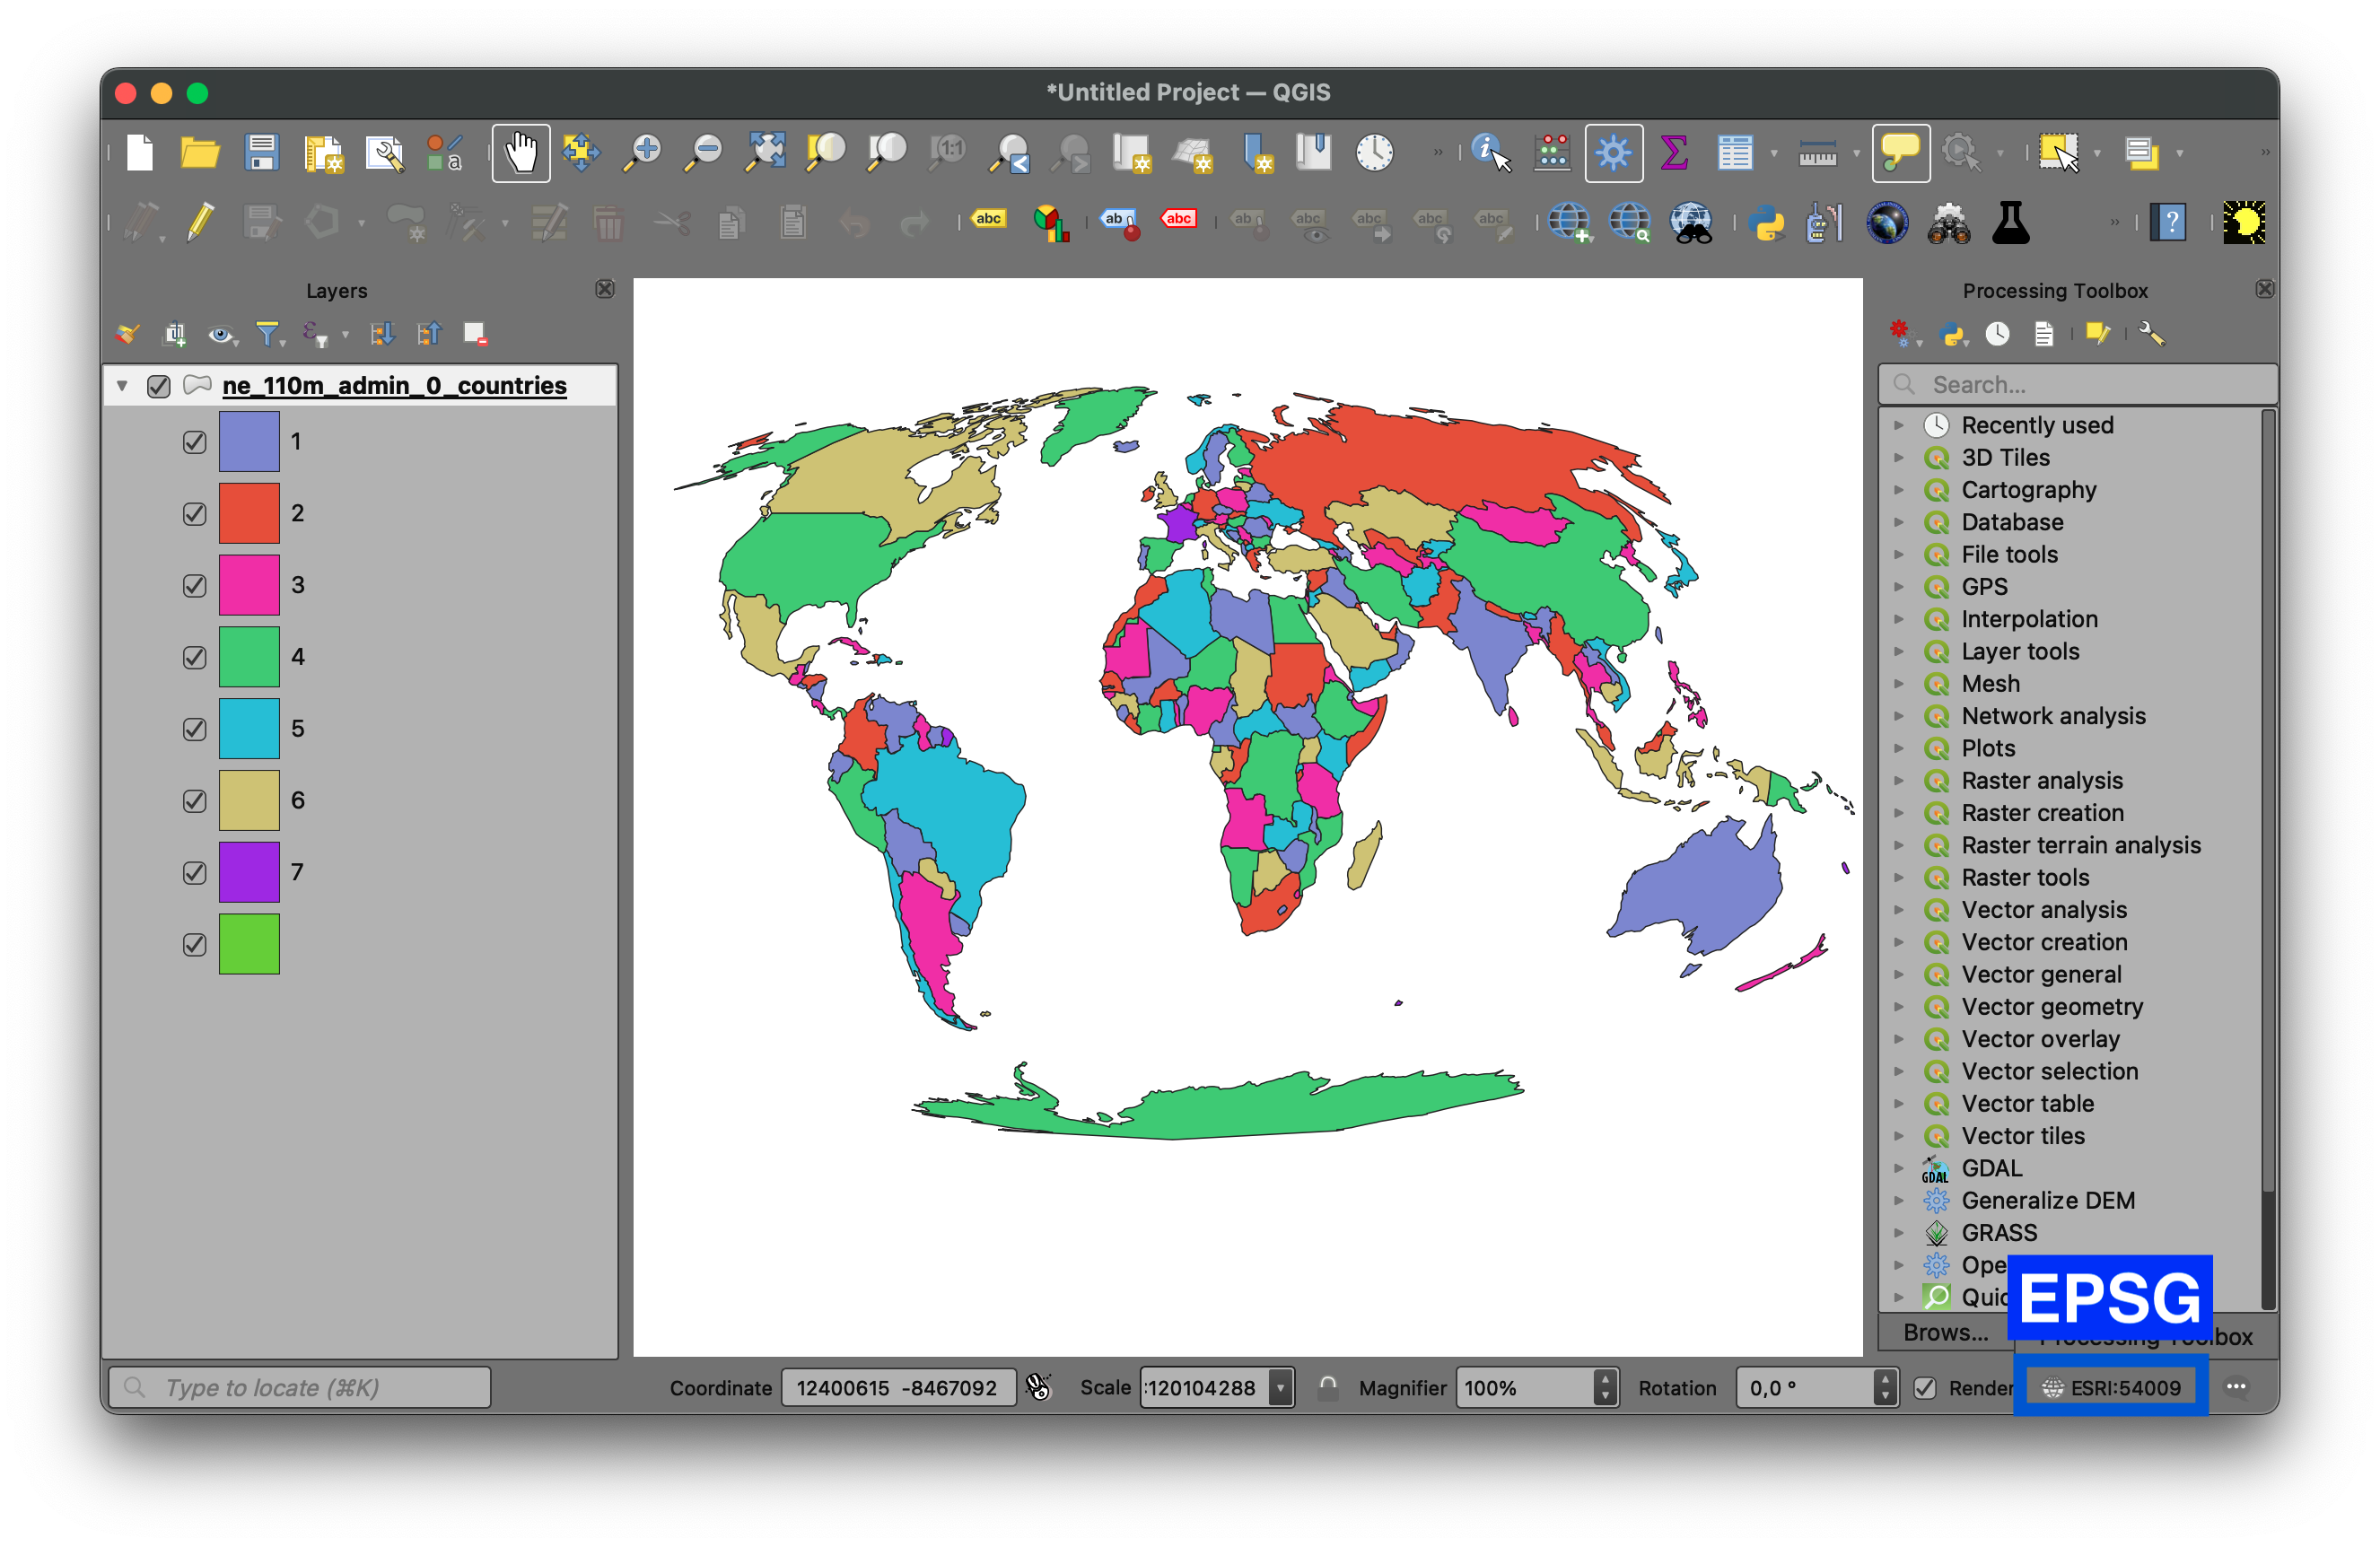 *Untitled Project — QGIS
Layers
ne_110m_admin_0_countries
1
2
3
4
5
6
7
Processing Toolbox
Search...
Recently used
3D Tiles
Cartography
Database
File tools
GPS
Interpolation
Layer tools
Mesh
Network analysis
Plots
Raster analysis
Raster creation
Raster terrain analysis
Raster tools
Vector analysis
Vector creation
Vector general
Vector geometry
Vector overlay
Vector selection
Vector table
Vector tiles
GDAL
Generalize DEM
GRASS
EPSG
Brows...
Type to locate (⌘K)
Coordinate 12400615 -8467092 Scale :120104288 Magnifier 100% Rotation 0,0 ° Render ESRI:54009